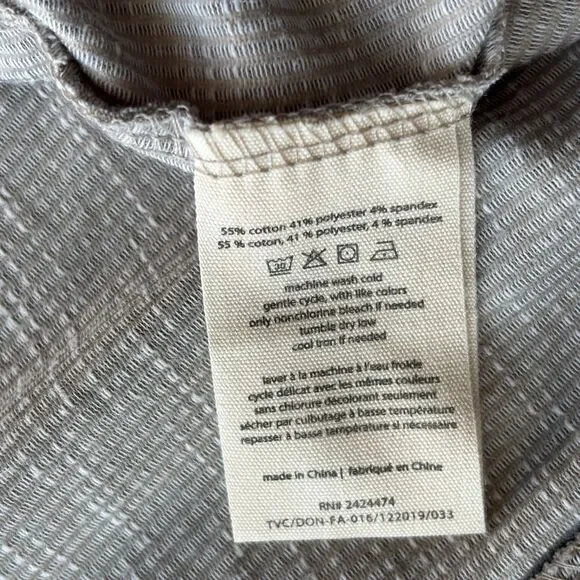 55% cotton 41% polyester 4% spandex
55 % coton, 41 % polyester, 4 % spandex
30
machine wash cold
gentle cycle, with like colors
only nonchlorine bleach if needed
tumble dry low
cool iron if needed
laver à la machine à l'eau froide
cycle délicat avec les mêmes couleurs
sans chlorure décolorant seulement
sécher par culbutage à basse température
repasser à basse température si nécessaire
made in China | fabriqué en Chine
RN# 2424474
TVC/DON-FA-016/122019/033